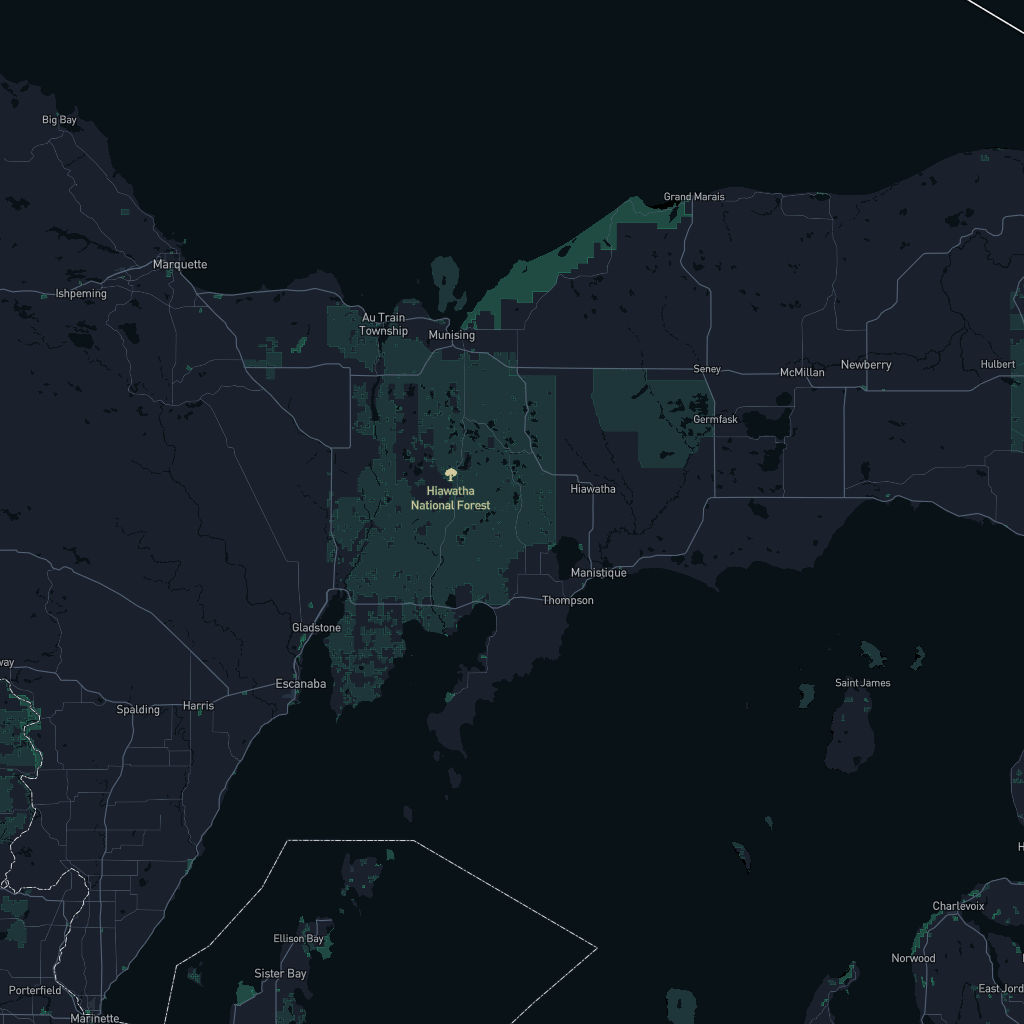 Big Bay
Grand Marais
Marquette
Ishpeming
Au Train
Township
Munising
Seney
McMillan
Newberry
Hulbert
Germfask
Hiawatha
National Forest
Hiawatha
Manistique
Thompson
Gladstone
way
Escanaba
Saint James
Spalding
Harris
H
Charlevoix
Ellison Bay
Norwood
Sister Bay
Porterfield
East Jord
Marinette